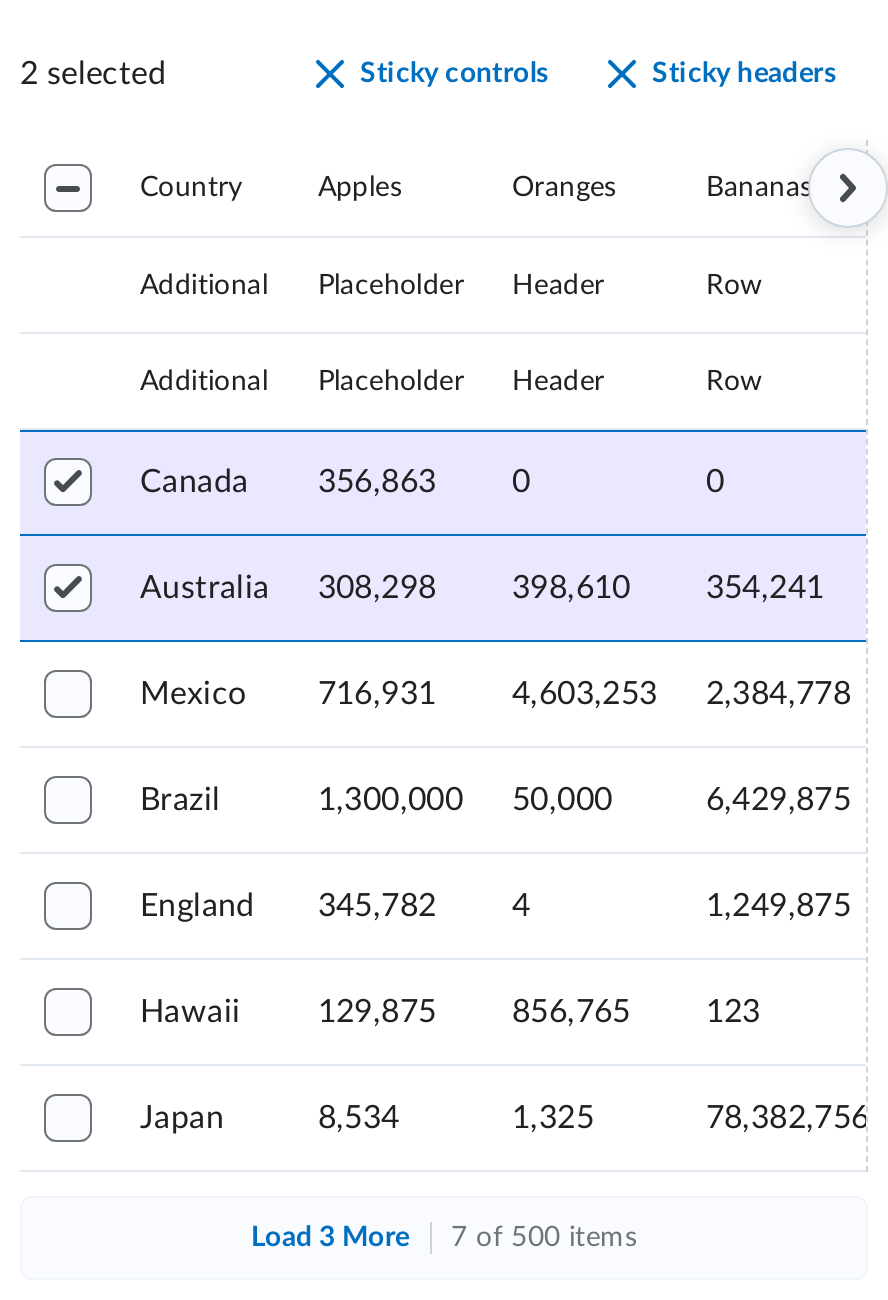 2 selected Sticky controls Sticky headers
Country Apples Oranges Bananas
Additional Placeholder Header Row
Additional Placeholder Header Row
Canada 356,863 0 0
Australia 308,298 398,610 354,241
Mexico 716,931 4,603,253 2,384,778
Brazil 1,300,000 50,000 6,429,875
England 345,782 4 1,249,875
Hawaii 129,875 856,765 123
Japan 8,534 1,325 78,382,756
Load 3 More 7 of 500 items